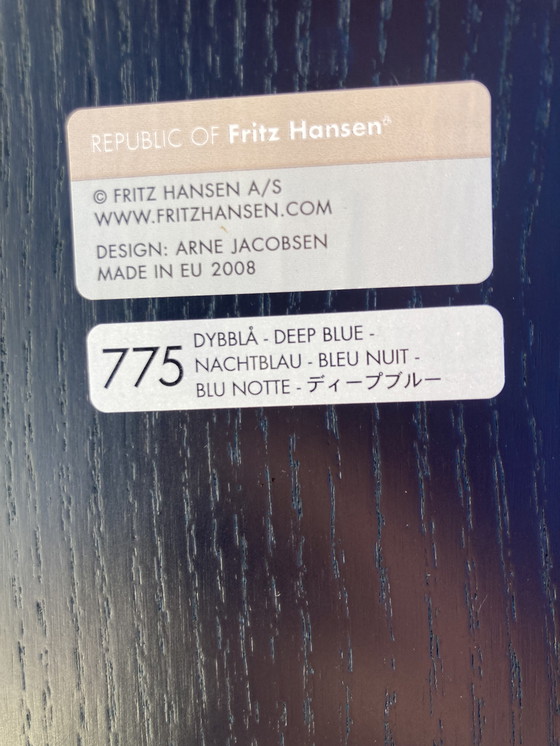 REPUBLIC OF Fritz Hansen
© FRITZ HANSEN A/S
WWW.FRITZHANSEN.COM
DESIGN: ARNE JACOBSEN
MADE IN EU 2008
775
DYBBLÅ - DEEP BLUE -
NACHTBLAU - BLEU NUIT -
BLU NOTTE - ディープブルー